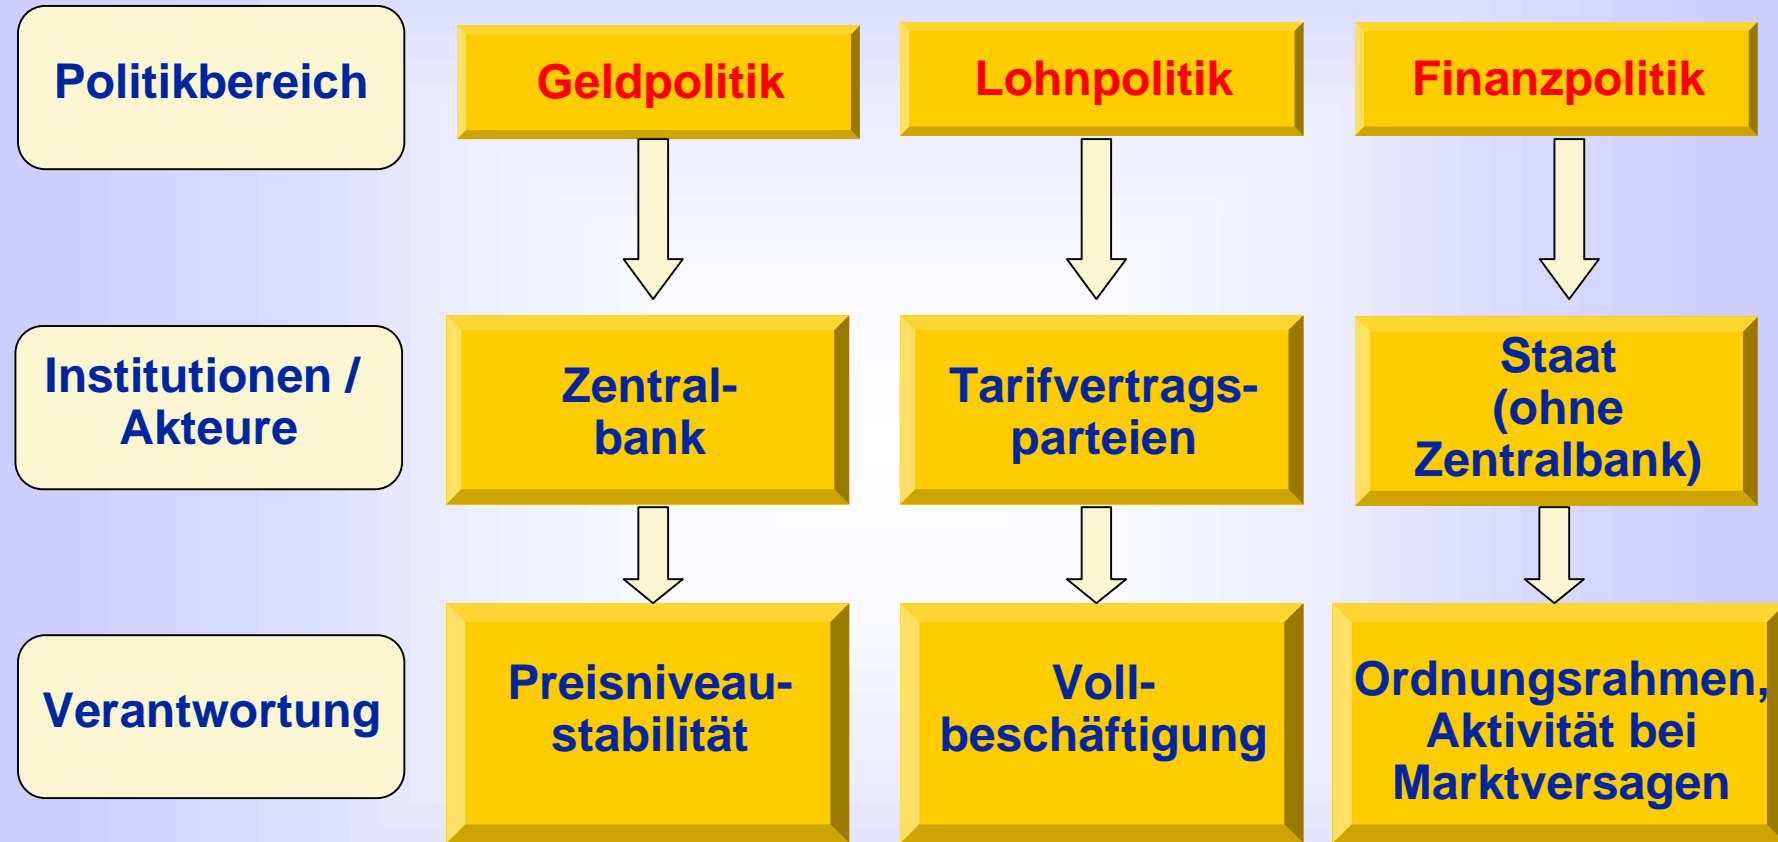 Politikbereich
Geldpolitik
Lohnpolitik
Finanzpolitik
Institutionen /
Akteure
Zentral-
bank
Tarifvertrags-
parteien
Staat
(ohne
Zentralbank)
Verantwortung
Preisniveau-
stabilität
Voll-
beschäftigung
Ordnungsrahmen,
Aktivität bei
Marktversagen